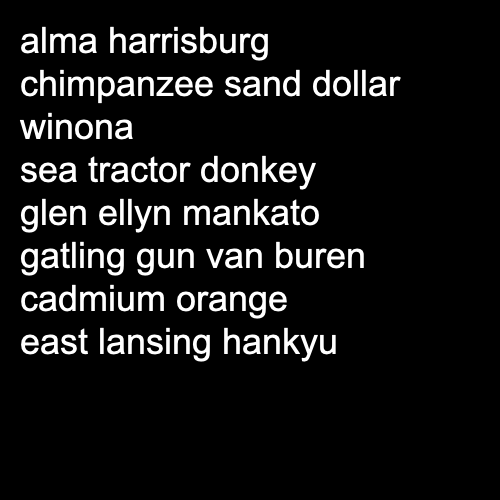 alma harrisburg
chimpanzee sand dollar
winona
sea tractor donkey
glen ellyn mankato
gatling gun van buren
cadmium orange
east lansing hankyu